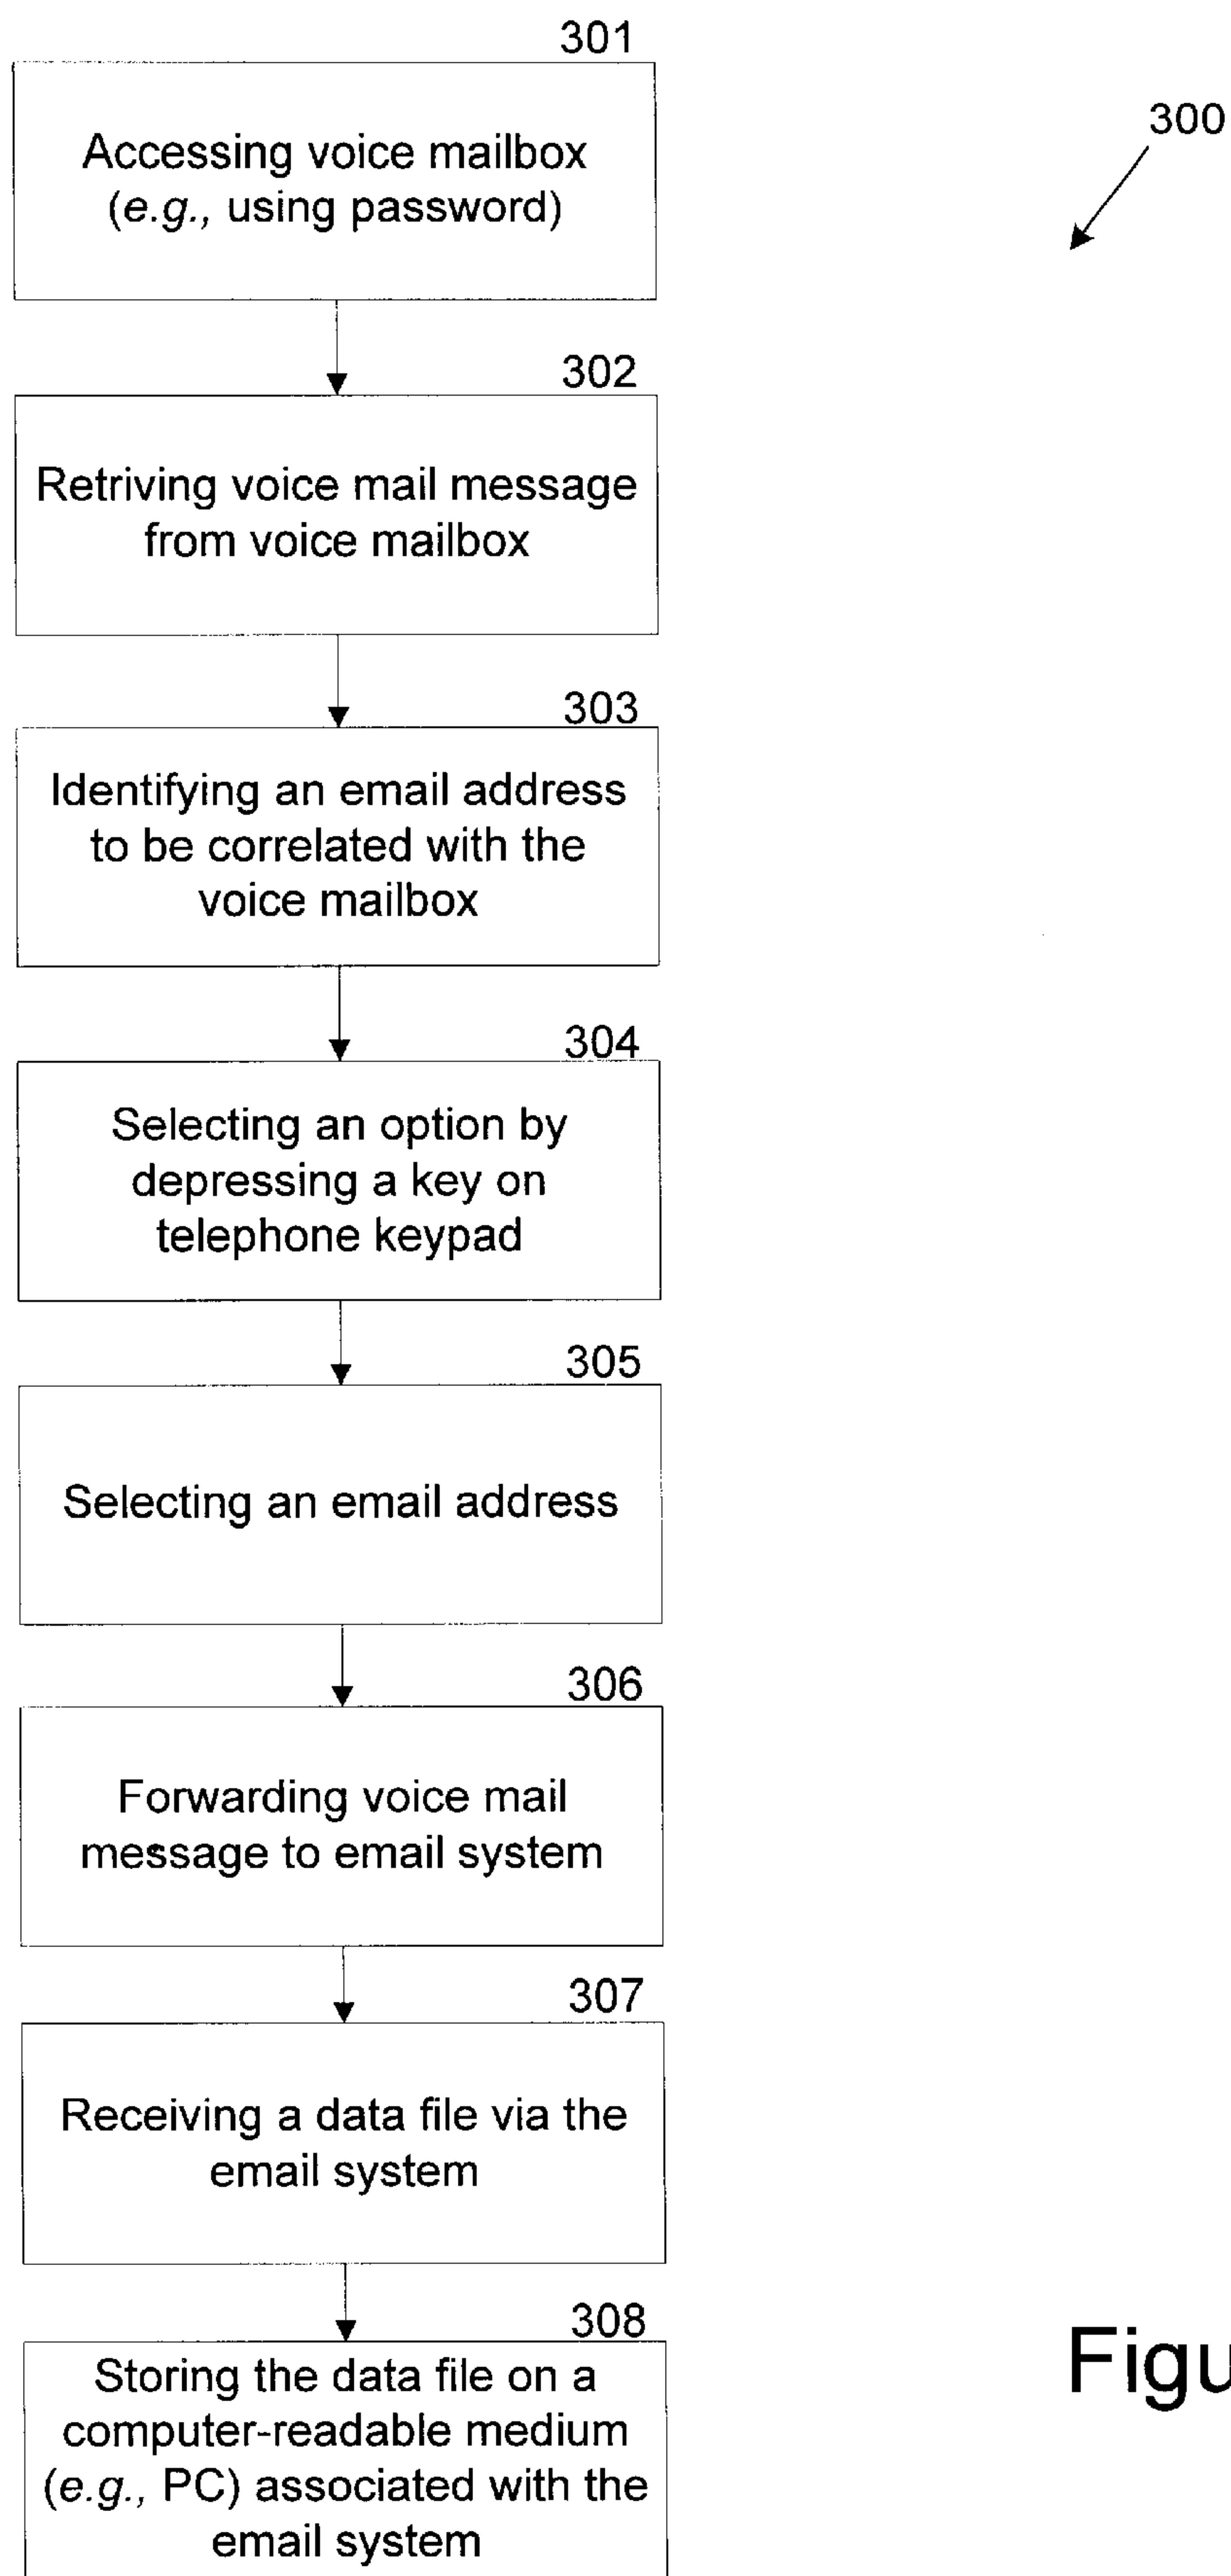 301
Accessing voice mailbox
(e.g., using password)
300
302
Retriving voice mail message
from voice mailbox
303
Identifying an email address
to be correlated with the
voice mailbox
304
Selecting an option by
depressing a key on
telephone keypad
305
Selecting an email address
306
Forwarding voice mail
message to email system
307
Receiving a data file via the
email system
308
Storing the data file on a
computer-readable medium
(e.g., PC) associated with the
email system
Figu